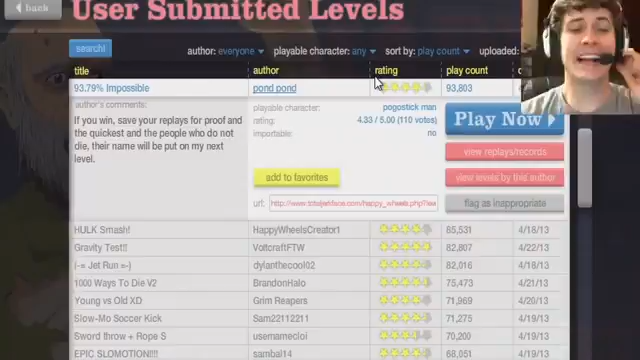 back
User Submitted Levels
search!
author: everyone
playable character: any
sort by: play count
uploaded:
title author rating play count
93.79% Impossible pond pond 93,803
author's comments:
If you win, save your replays for proof and
the quickest and the people who do not
die, their name will be put on my next
level.
playable character: pogostick man
rating: 4.33 / 5.00 (110 votes)
importable: no
add to favorites
Play Now
view replays/records
view levels by this author
flag as inappropriate
url:
HULK Smash! HappyWheelsCreator1 85,531 4/18/13
Gravity Test!! VoltcraftFTW 82,807 4/22/13
(-= Jet Run =-) dylanthecool02 82,016 4/18/13
1000 Ways To Die V2 BrandonHalo 75,473 4/21/13
Young vs Old XD Grim Reapers 71,969 4/20/13
Slow-Mo Soccer Kick Sam22112211 71,275 4/19/13
Sword throw + Rope S usernamecloi 70,200 4/19/13
EPIC SLOMOTION!!!! sambal14 68,051 4/19/13